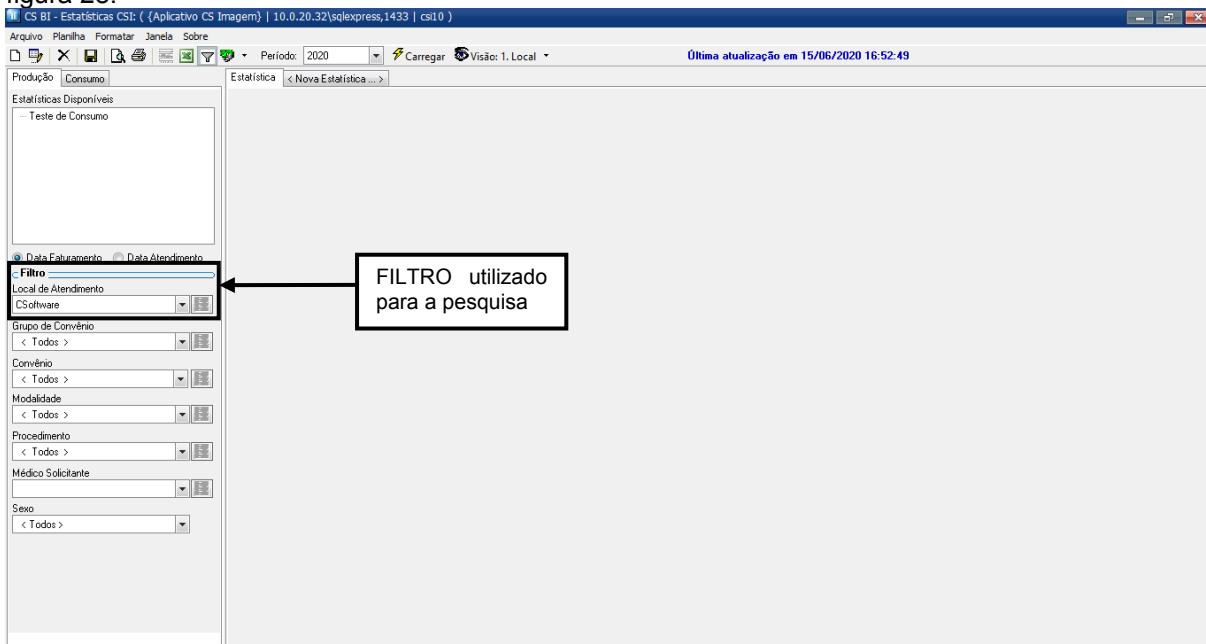 figura 28.
CS BI - Estatísticas CSI: ( {Aplicativo CS Imagem} | 10.0.20.32\sqlexpress,1433 | csi10 )
Arquivo Planilha Formatar Janela Sobre
Período: 2020 Carregar Visão: 1. Local Última atualização em 15/06/2020 16:52:49
Produção Consumo Estatística < Nova Estatística ... >
Estatísticas Disponíveis
Teste de Consumo
Data Faturamento Data Atendimento
Filtro
Local de Atendimento
CSoftware
FILTRO utilizado
para a pesquisa
Grupo de Convênio
< Todos >
Convênio
< Todos >
Modalidade
< Todos >
Procedimento
< Todos >
Médico Solicitante
Sexo
< Todos >